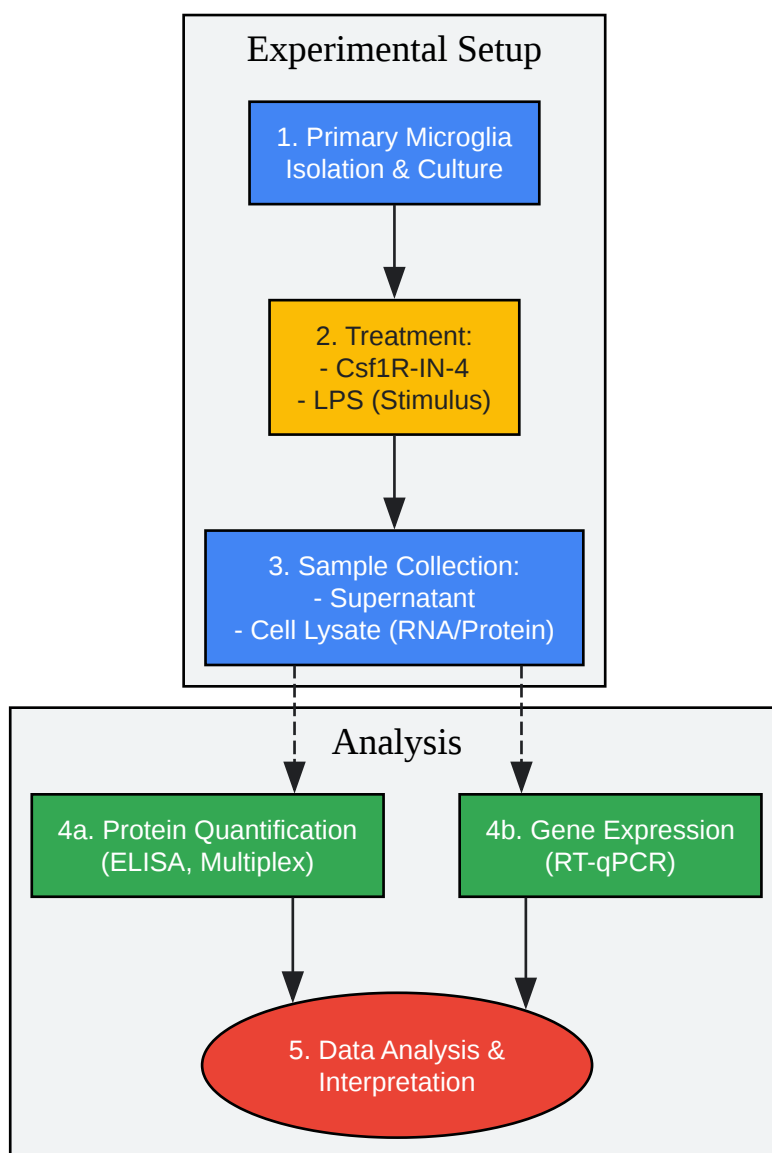 Experimental Setup
1. Primary Microglia
Isolation & Culture
2. Treatment:
- Csf1R-IN-4
- LPS (Stimulus)
3. Sample Collection:
- Supernatant
- Cell Lysate (RNA/Protein)
Analysis
4a. Protein Quantification
(ELISA, Multiplex)
4b. Gene Expression
(RT-qPCR)
5. Data Analysis &
Interpretation